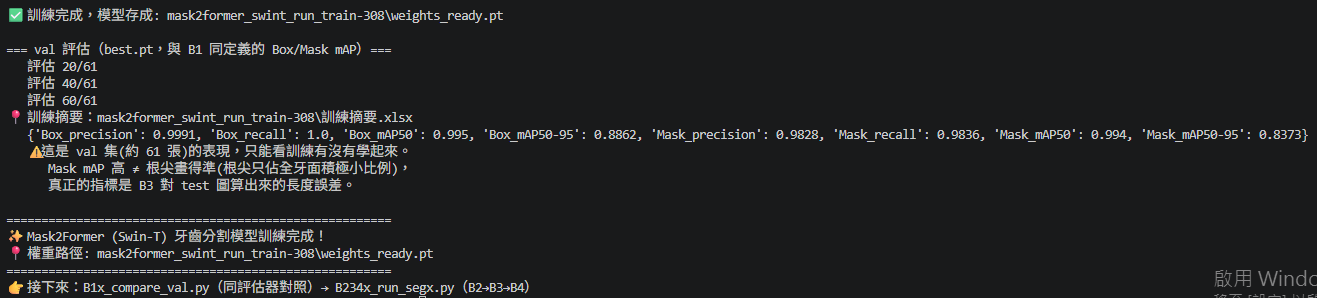 ✅ 訓練完成，模型存成: mask2former_swint_run_train-308\weights_ready.pt
=== val 評估（best.pt，與 B1 同定義的 Box/Mask mAP）===
評估 20/61
評估 40/61
評估 60/61
📍 訓練摘要：mask2former_swint_run_train-308\訓練摘要.xlsx
{'Box_precision': 0.9991, 'Box_recall': 1.0, 'Box_mAP50': 0.995, 'Box_mAP50-95': 0.8862, 'Mask_precision': 0.9828, 'Mask_recall': 0.9836, 'Mask_mAP50': 0.994, 'Mask_mAP50-95': 0.8373}
⚠️這是 val 集(約 61 張)的表現，只能看訓練有沒有學起來。
Mask mAP 高 ≠ 根尖畫得準(根尖只佔全牙面積極小比例)，
真正的指標是 B3 對 test 圖算出來的長度誤差。
=======================================================
✨ Mask2Former (Swin-T) 牙齒分割模型訓練完成！
📍 權重路徑: mask2former_swint_run_train-308\weights_ready.pt
=======================================================
👉 接下來：B1x_compare_val.py（同評估器對照）→ B234x_run_segx.py（B2→B3→B4）
啟用 Windo